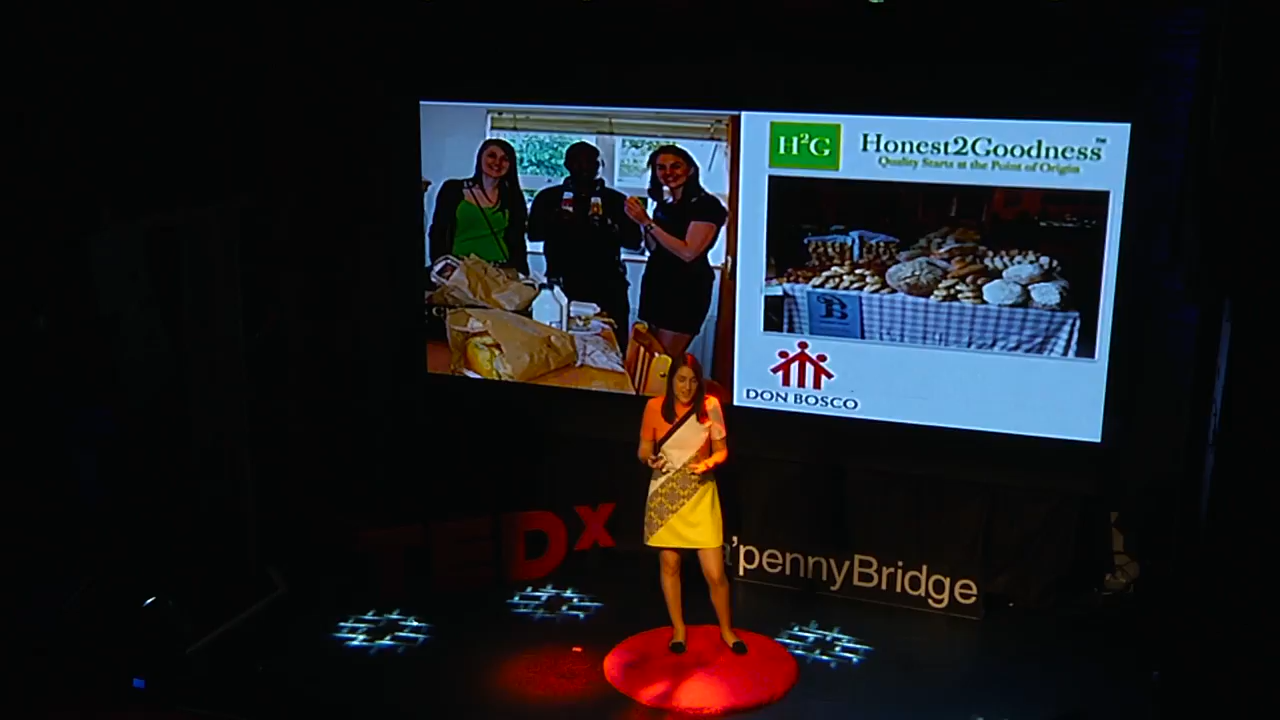 H²G
Honest2Goodness™
Quality Starts at the Point of Origin
B
DON BOSCO
TEDx
a'pennyBridge